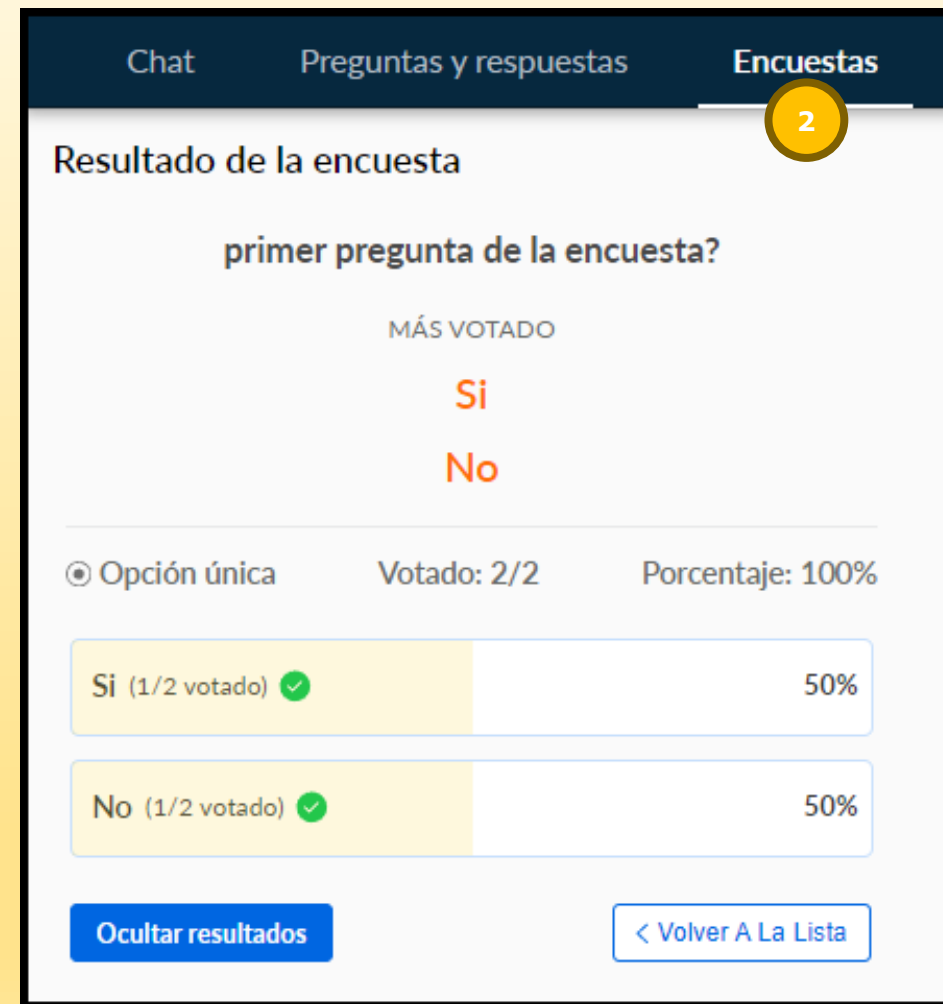 Chat Preguntas y respuestas Encuestas
2
Resultado de la encuesta
primer pregunta de la encuesta?
MÁS VOTADO
Si
No
Opción única Votado: 2/2 Porcentaje: 100%
Si (1/2 votado) 50%
No (1/2 votado) 50%
Ocultar resultados < Volver A La Lista